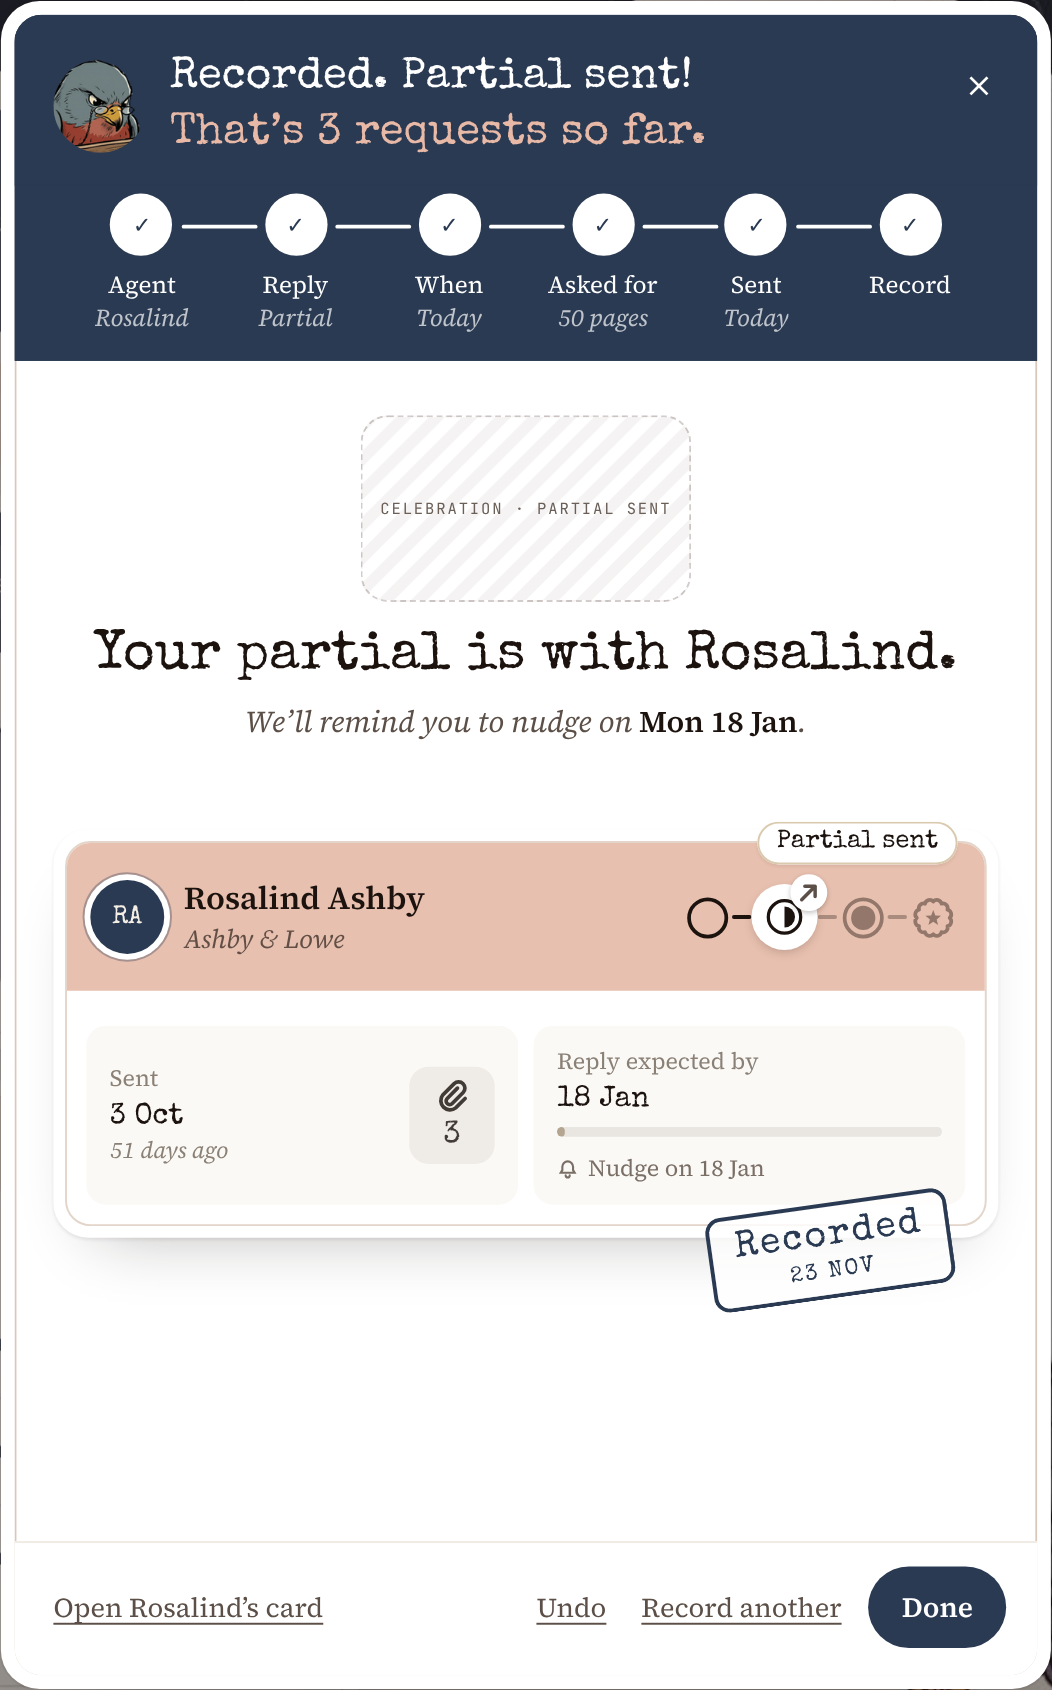 Recorded. Partial sent!
That’s 3 requests so far.
✓ ✓ ✓ ✓ ✓ ✓
Agent Reply When Asked for Sent Record
Rosalind Partial Today 50 pages Today
CELEBRATION · PARTIAL SENT
Your partial is with Rosalind.
We’ll remind you to nudge on Mon 18 Jan.
Partial sent
RA
Rosalind Ashby
Ashby & Lowe
Sent
3 Oct
51 days ago
3
Reply expected by
18 Jan
Nudge on 18 Jan
Recorded
23 NOV
Open Rosalind’s card
Undo
Record another
Done